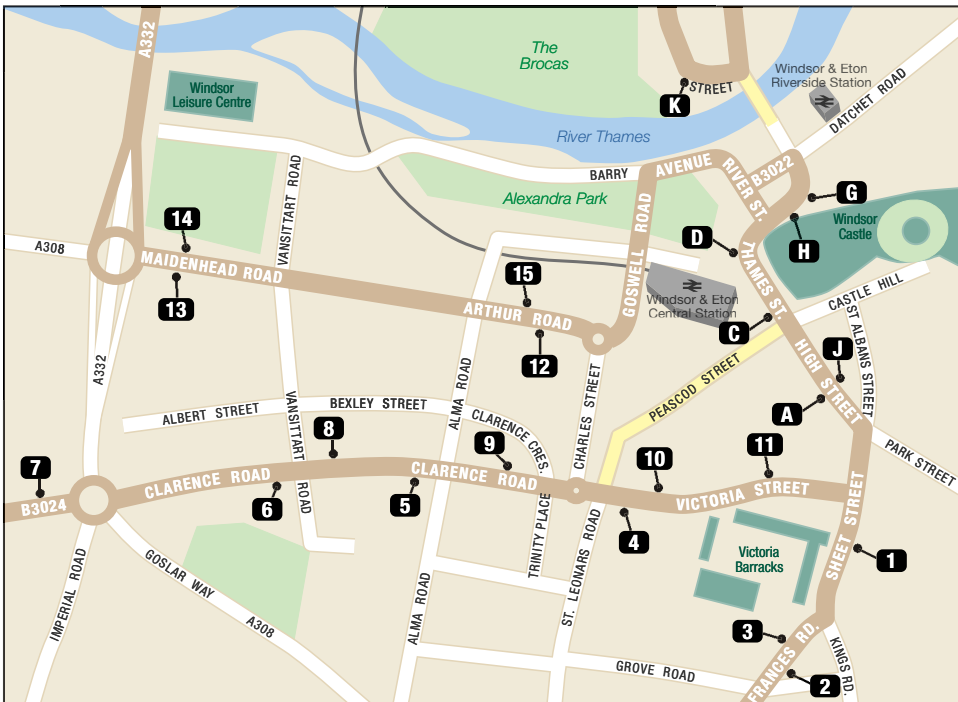 A332
The
Brocas
Windsor & Eton
Riverside Station
Windsor
Leisure Centre
STREET
K
DATCHET ROAD
River Thames
BARRY
AVENUE
RIVER ST.
B3022
VANSITTART ROAD
Alexandra Park
G
14
GOSWELL ROAD
D
H
Windsor
Castle
A308
MAIDENHEAD ROAD
THAMES ST.
13
15
Windsor & Eton
Central Station
CASTLE HILL
ARTHUR ROAD
C
ST ALBANS STREET
12
HIGH STREET
J
A332
ALMA ROAD
CHARLES STREET
PEASCOD STREET
A
ALBERT STREET
BEXLEY STREET
CLARENCE CRES.
VANSITTART
ROAD
8
9
10
11
PARK STREET
7
B3024
CLARENCE ROAD
CLARENCE ROAD
VICTORIA STREET
6
5
4
SHEET STREET
TRINITY PLACE
ST. LEONARS ROAD
Victoria
Barracks
1
IMPERIAL ROAD
GOSLAR WAY
A308
ALMA ROAD
3
FRANCES RD.
KINGS RD.
GROVE ROAD
2